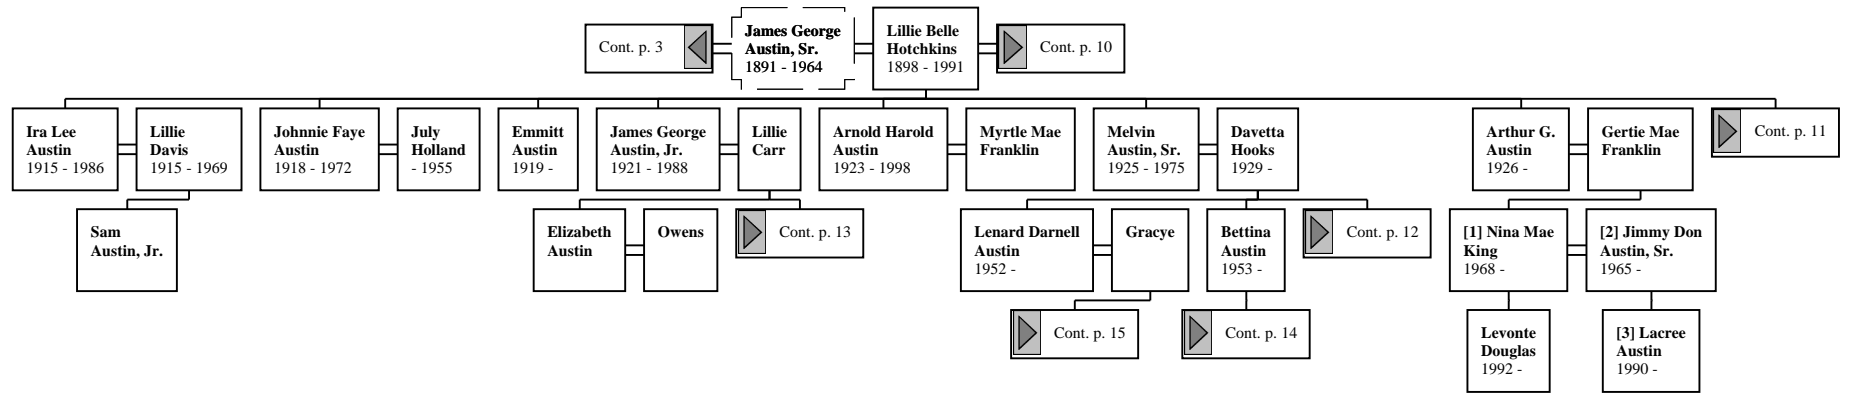 Cont. p. 3
James George
Austin, Sr.
1891 - 1964
Lillie Belle
Hotchkins
1898 - 1991
Cont. p. 10
Ira Lee
Austin
1915 - 1986
Lillie
Davis
1915 - 1969
Johnnie Faye
Austin
1918 - 1972
July
Holland
- 1955
Emmitt
Austin
1919 -
James George
Austin, Jr.
1921 - 1988
Lillie
Carr
Arnold Harold
Austin
1923 - 1998
Myrtle Mae
Franklin
Melvin
Austin, Sr.
1925 - 1975
Davetta
Hooks
1929 -
Arthur G.
Austin
1926 -
Gertie Mae
Franklin
Cont. p. 11
Sam
Austin, Jr.
Elizabeth
Austin
Owens
Cont. p. 13
Lenard Darnell
Austin
1952 -
Gracye
Bettina
Austin
1953 -
Cont. p. 12
[1] Nina Mae
King
1968 -
[2] Jimmy Don
Austin, Sr.
1965 -
Cont. p. 15
Cont. p. 14
Levonte
Douglas
1992 -
[3] Lacree
Austin
1990 -